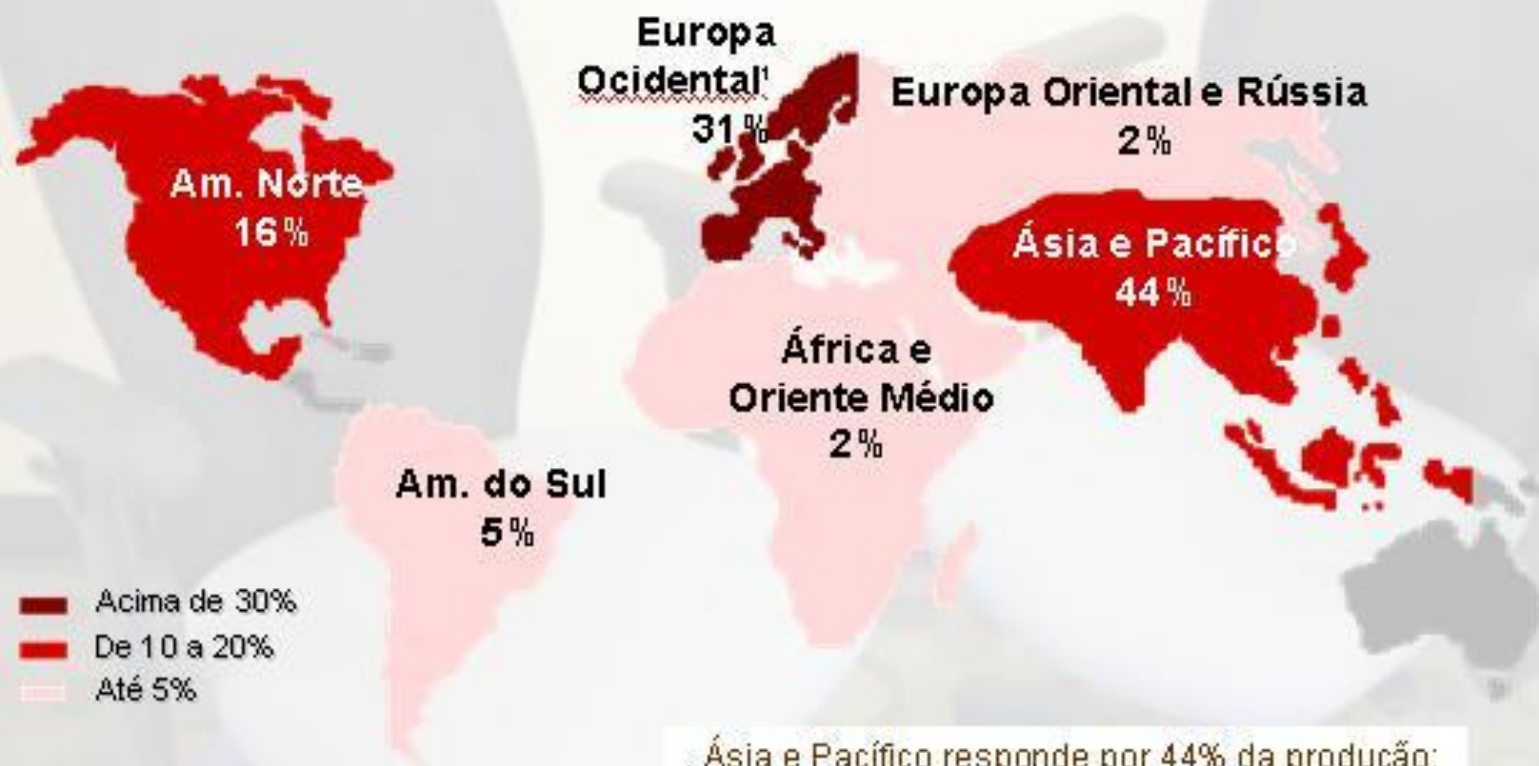 Europa
Ocidental¹
31%
Europa Oriental e Rússia
2%
Am. Norte
16%
Ásia e Pacífico
44%
África e
Oriente Médio
2%
Am. do Sul
5%
Acima de 30%
De 10 a 20%
Até 5%
Ásia e Pacífico responde por 44% da produção;